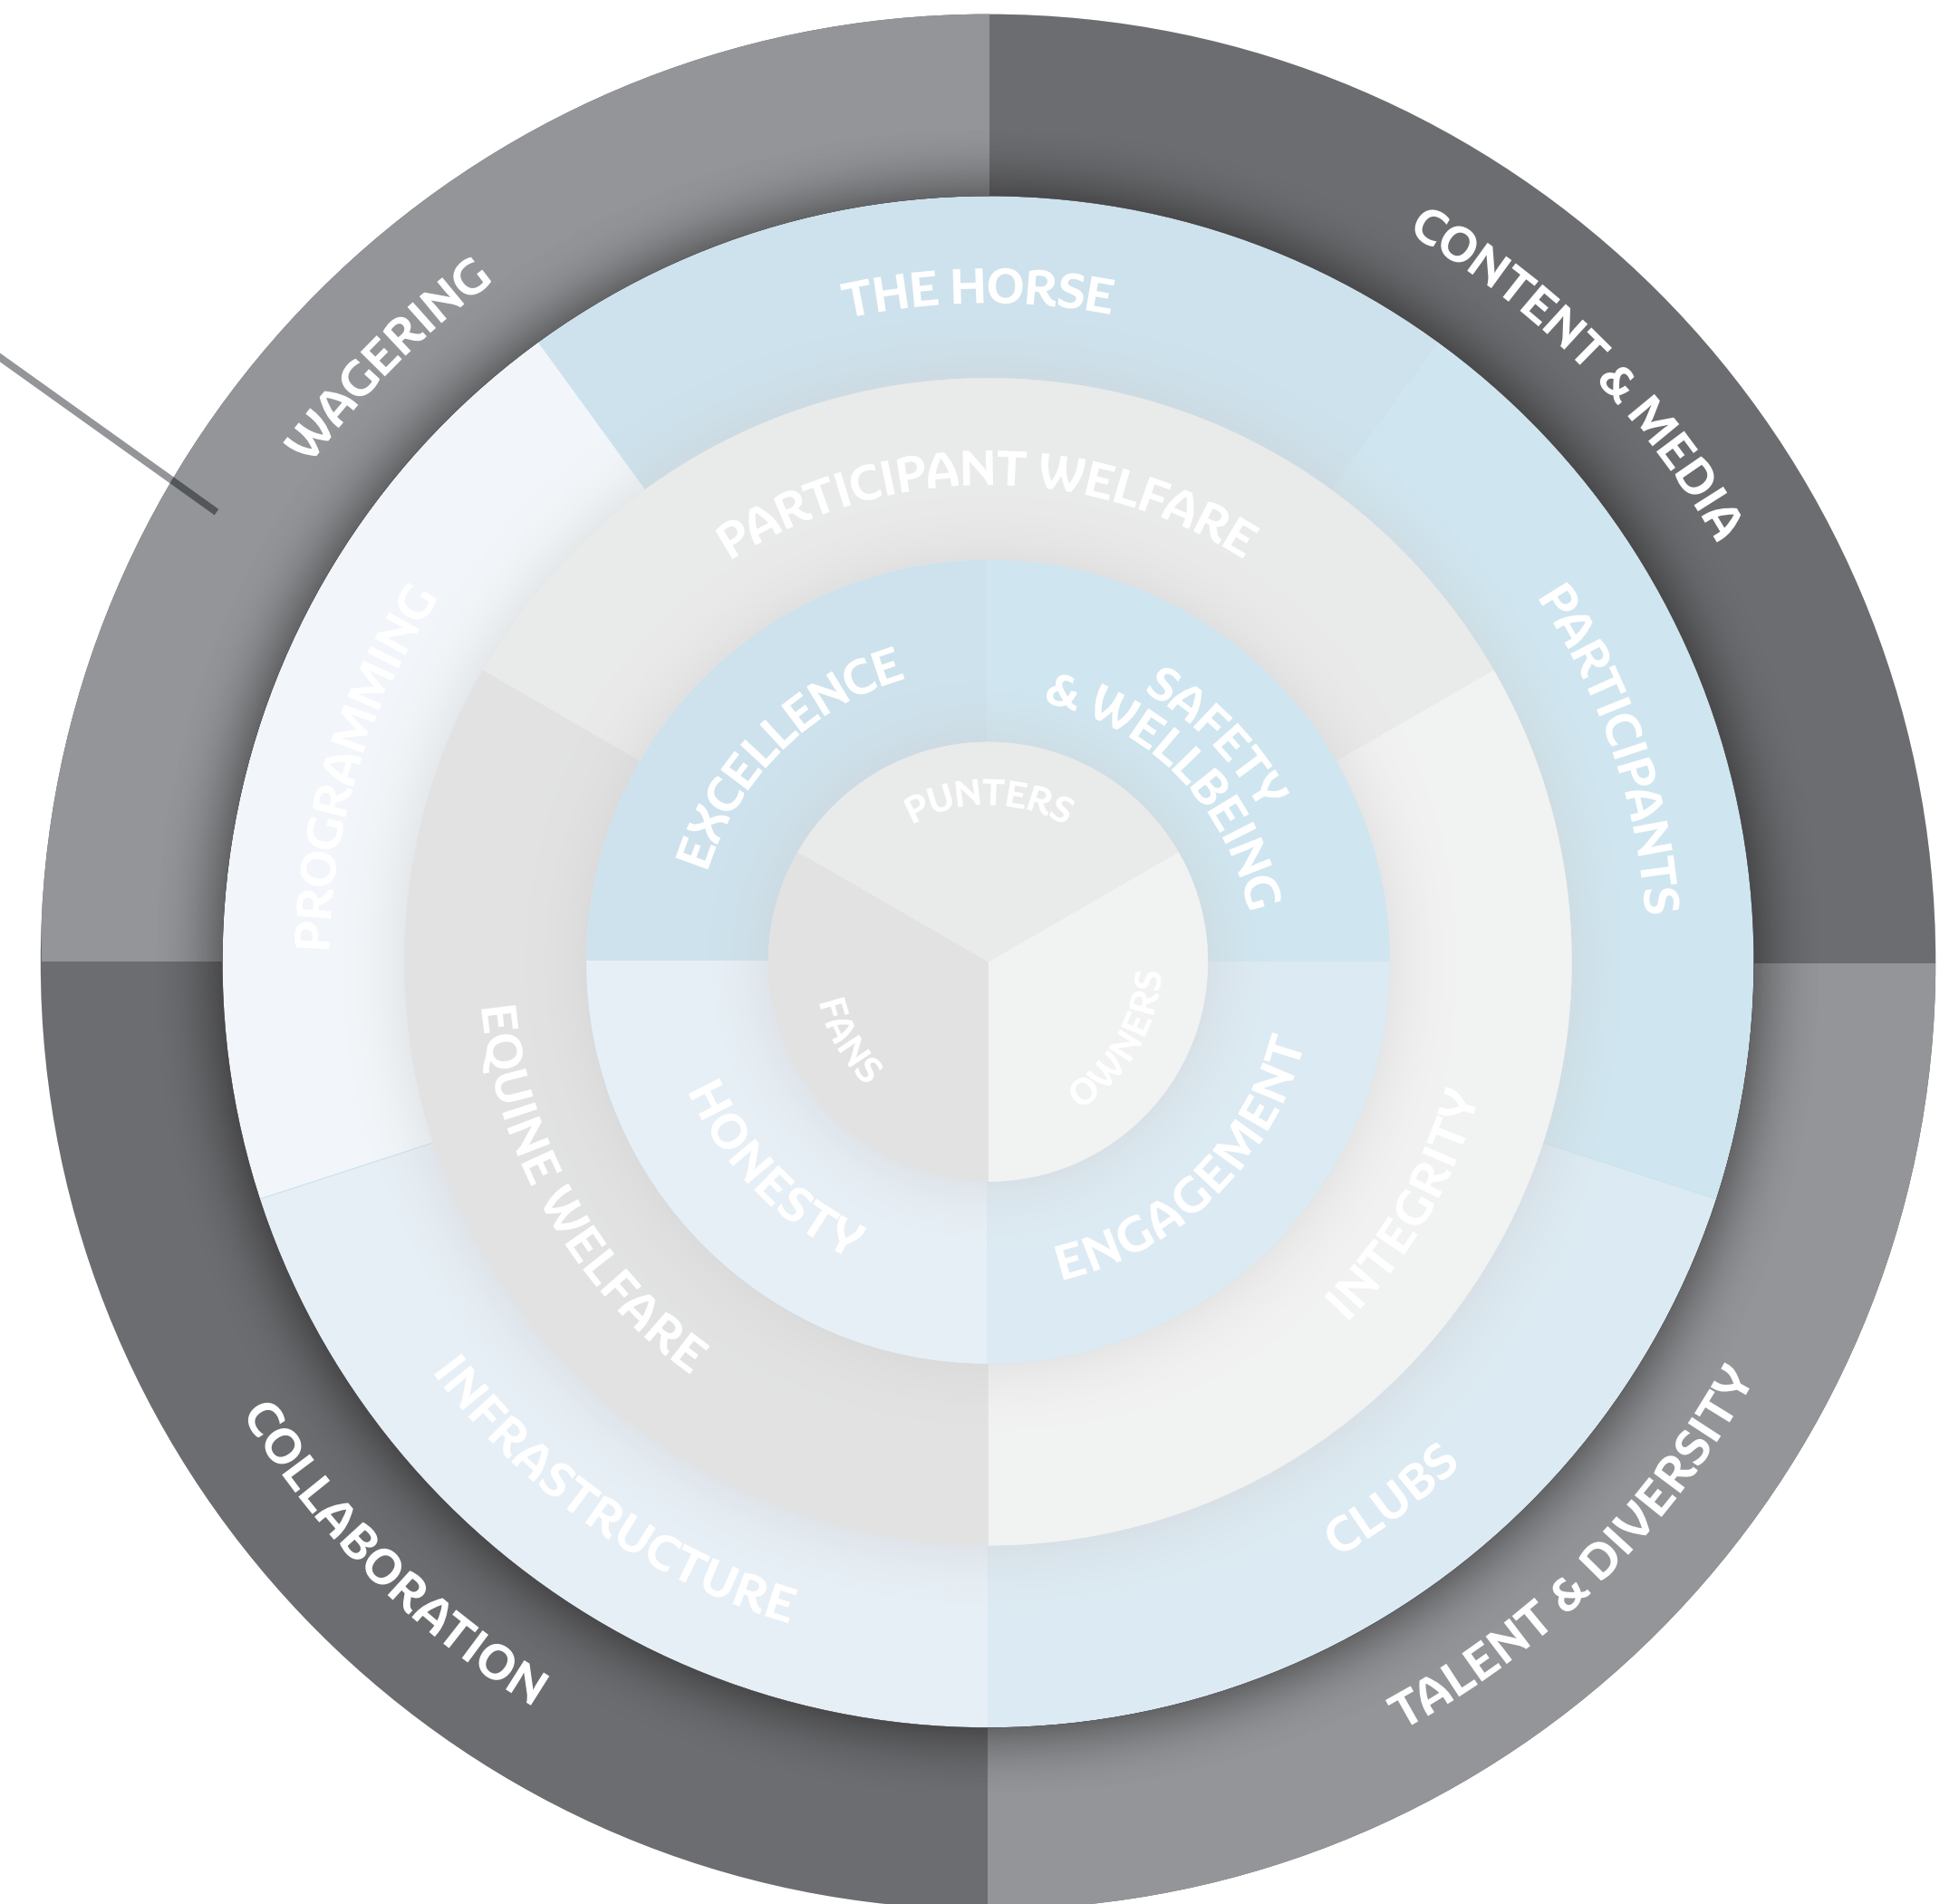 WAGERING
CONTENT & MEDIA
TALENT & DIVERSITY
COLLABORATION
THE HORSE
PARTICIPANTS
CLUBS
INFRASTRUCTURE
PROGRAMMING
PARTICIPANT WELFARE
INTEGRITY
EQUINE WELFARE
EXCELLENCE
SAFETY
& WELLBEING
ENGAGEMENT
HONESTY
PUNTERS
OWNERS
FANS